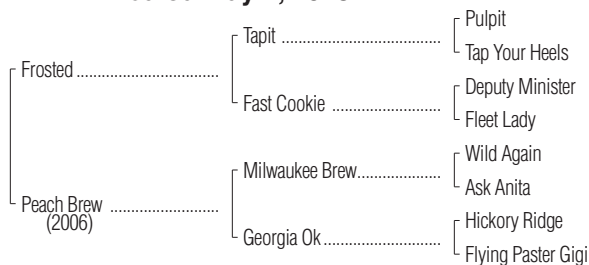 Pulpit
Tapit
Tap Your Heels
Frosted
Deputy Minister
Fast Cookie
Fleet Lady
Wild Again
Milwaukee Brew
Ask Anita
Peach Brew
(2006)
Hickory Ridge
Georgia Ok
Flying Paster Gigi